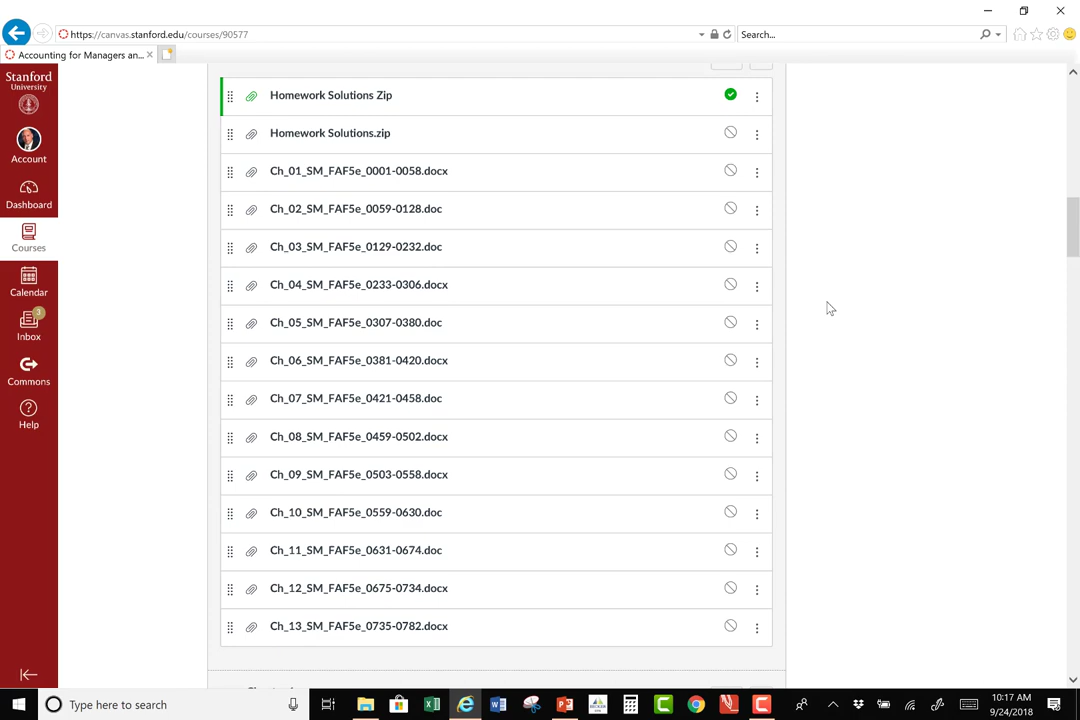 https://canvas.stanford.edu/courses/90577
Search...
Accounting for Managers an...
Stanford
University
Account
Dashboard
Courses
Calendar
3
Inbox
Commons
Help
Homework Solutions Zip
Homework Solutions.zip
Ch_01_SM_FAF5e_0001-0058.docx
Ch_02_SM_FAF5e_0059-0128.doc
Ch_03_SM_FAF5e_0129-0232.doc
Ch_04_SM_FAF5e_0233-0306.docx
Ch_05_SM_FAF5e_0307-0380.doc
Ch_06_SM_FAF5e_0381-0420.docx
Ch_07_SM_FAF5e_0421-0458.doc
Ch_08_SM_FAF5e_0459-0502.docx
Ch_09_SM_FAF5e_0503-0558.docx
Ch_10_SM_FAF5e_0559-0630.doc
Ch_11_SM_FAF5e_0631-0674.doc
Ch_12_SM_FAF5e_0675-0734.docx
Ch_13_SM_FAF5e_0735-0782.docx
Type here to search
10:17 AM
9/24/2018